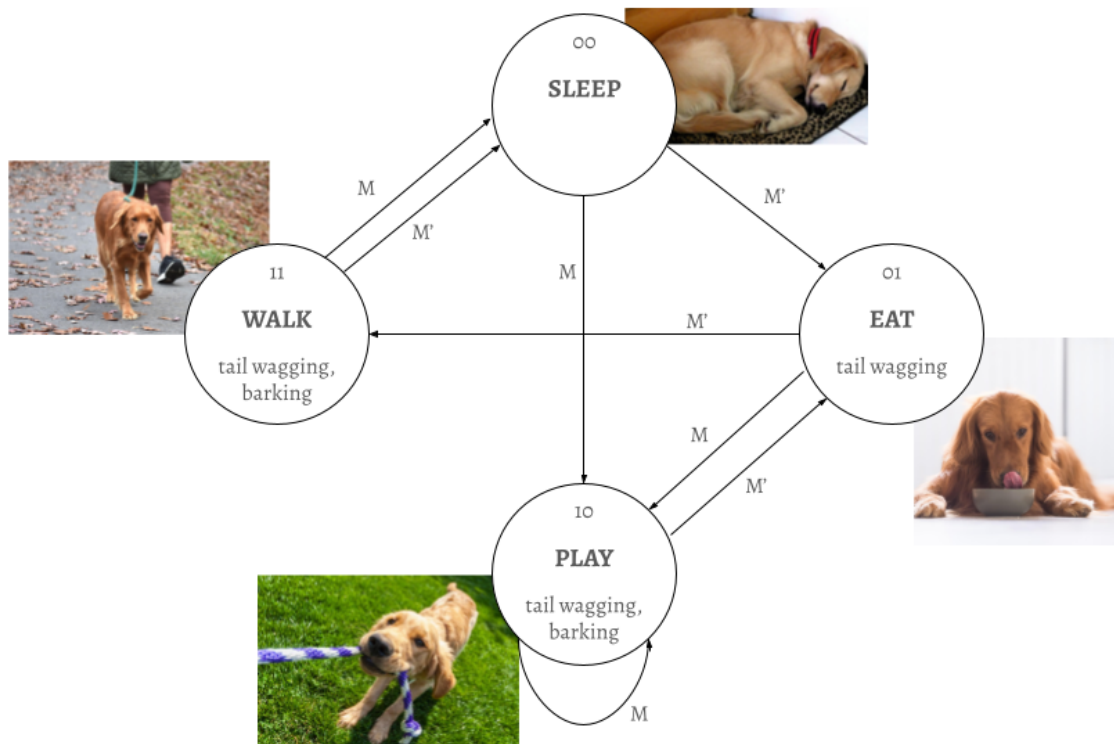 00
SLEEP
M
M'
M'
M
11
WALK
tail wagging,
barking
M'
01
EAT
tail wagging
M
M'
10
PLAY
tail wagging,
barking
M